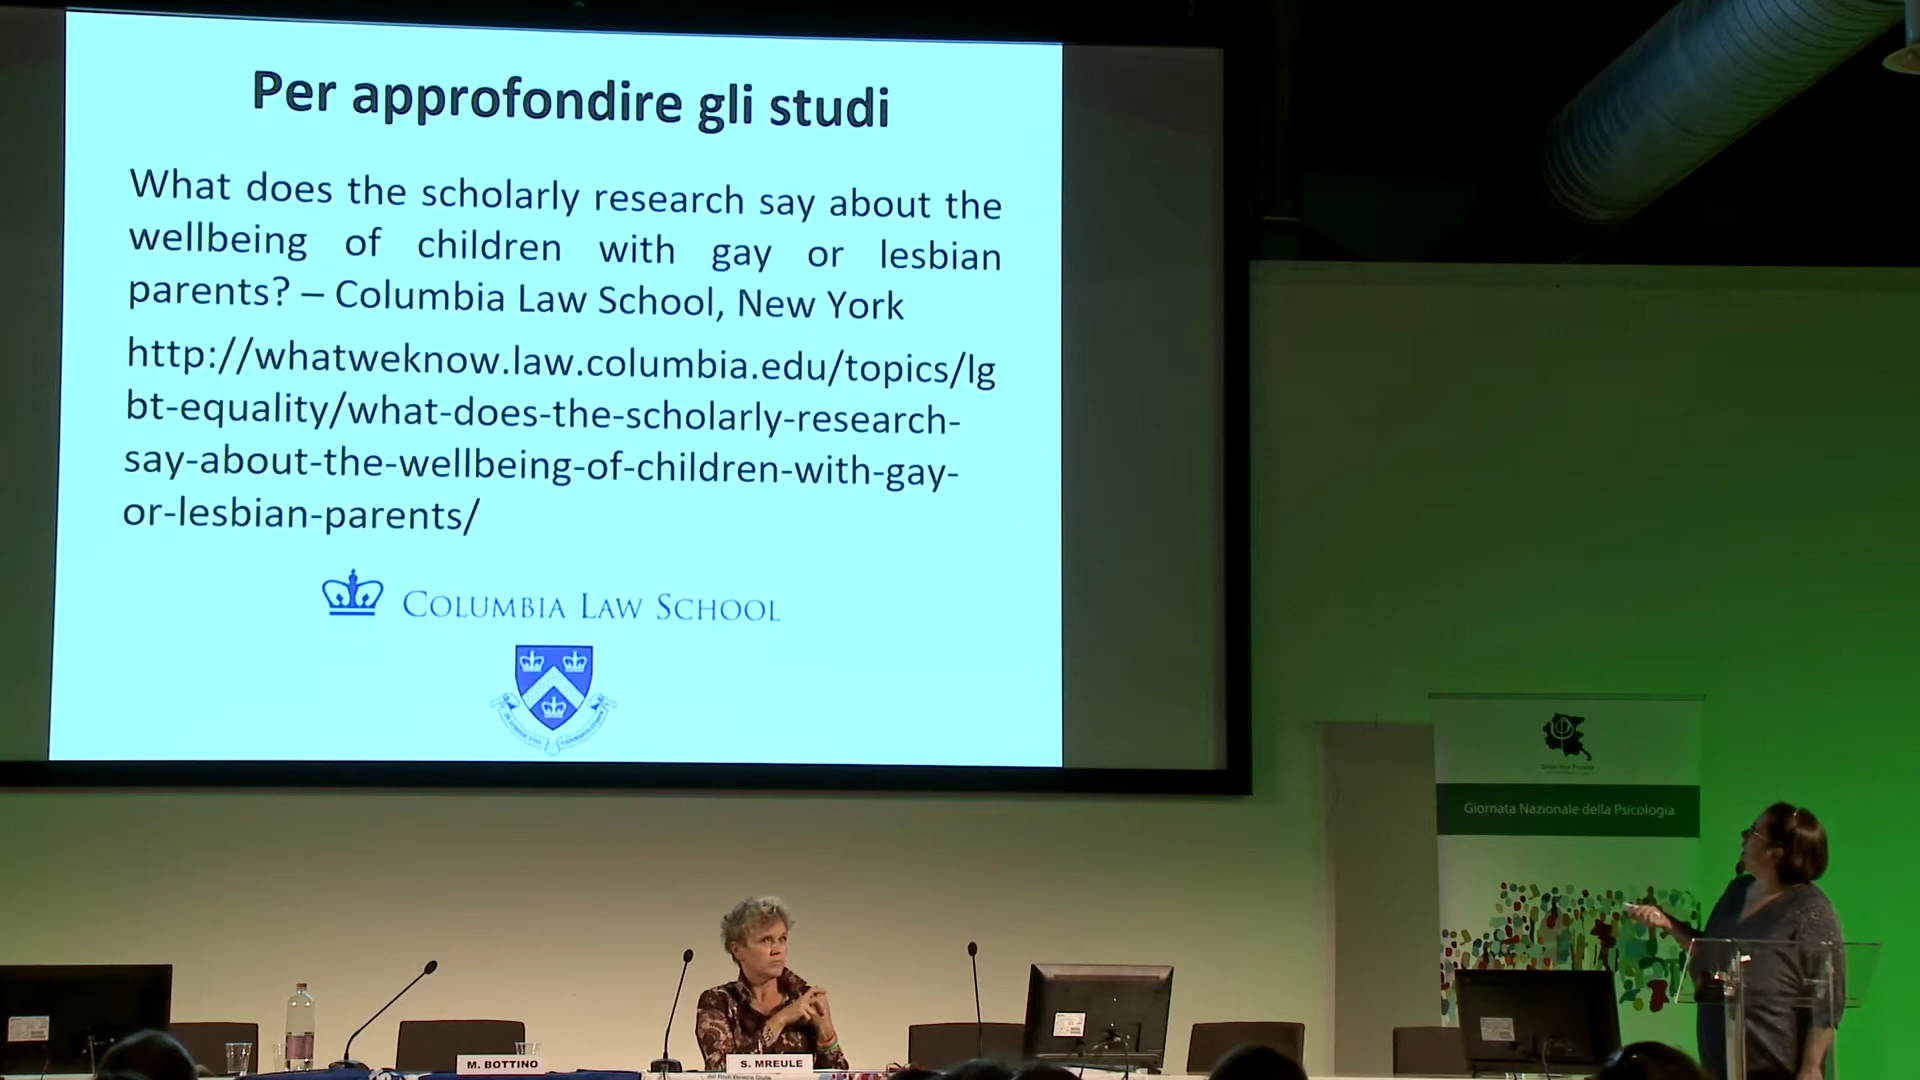 Per approfondire gli studi
What does the scholarly research say about the
wellbeing of children with gay or lesbian
parents? – Columbia Law School, New York
http://whatweknow.law.columbia.edu/topics/lg
bt-equality/what-does-the-scholarly-research-
say-about-the-wellbeing-of-children-with-gay-
or-lesbian-parents/
COLUMBIA LAW SCHOOL
Giornata Nazionale della Psicologia
M. BOTTINO
S. MREULE